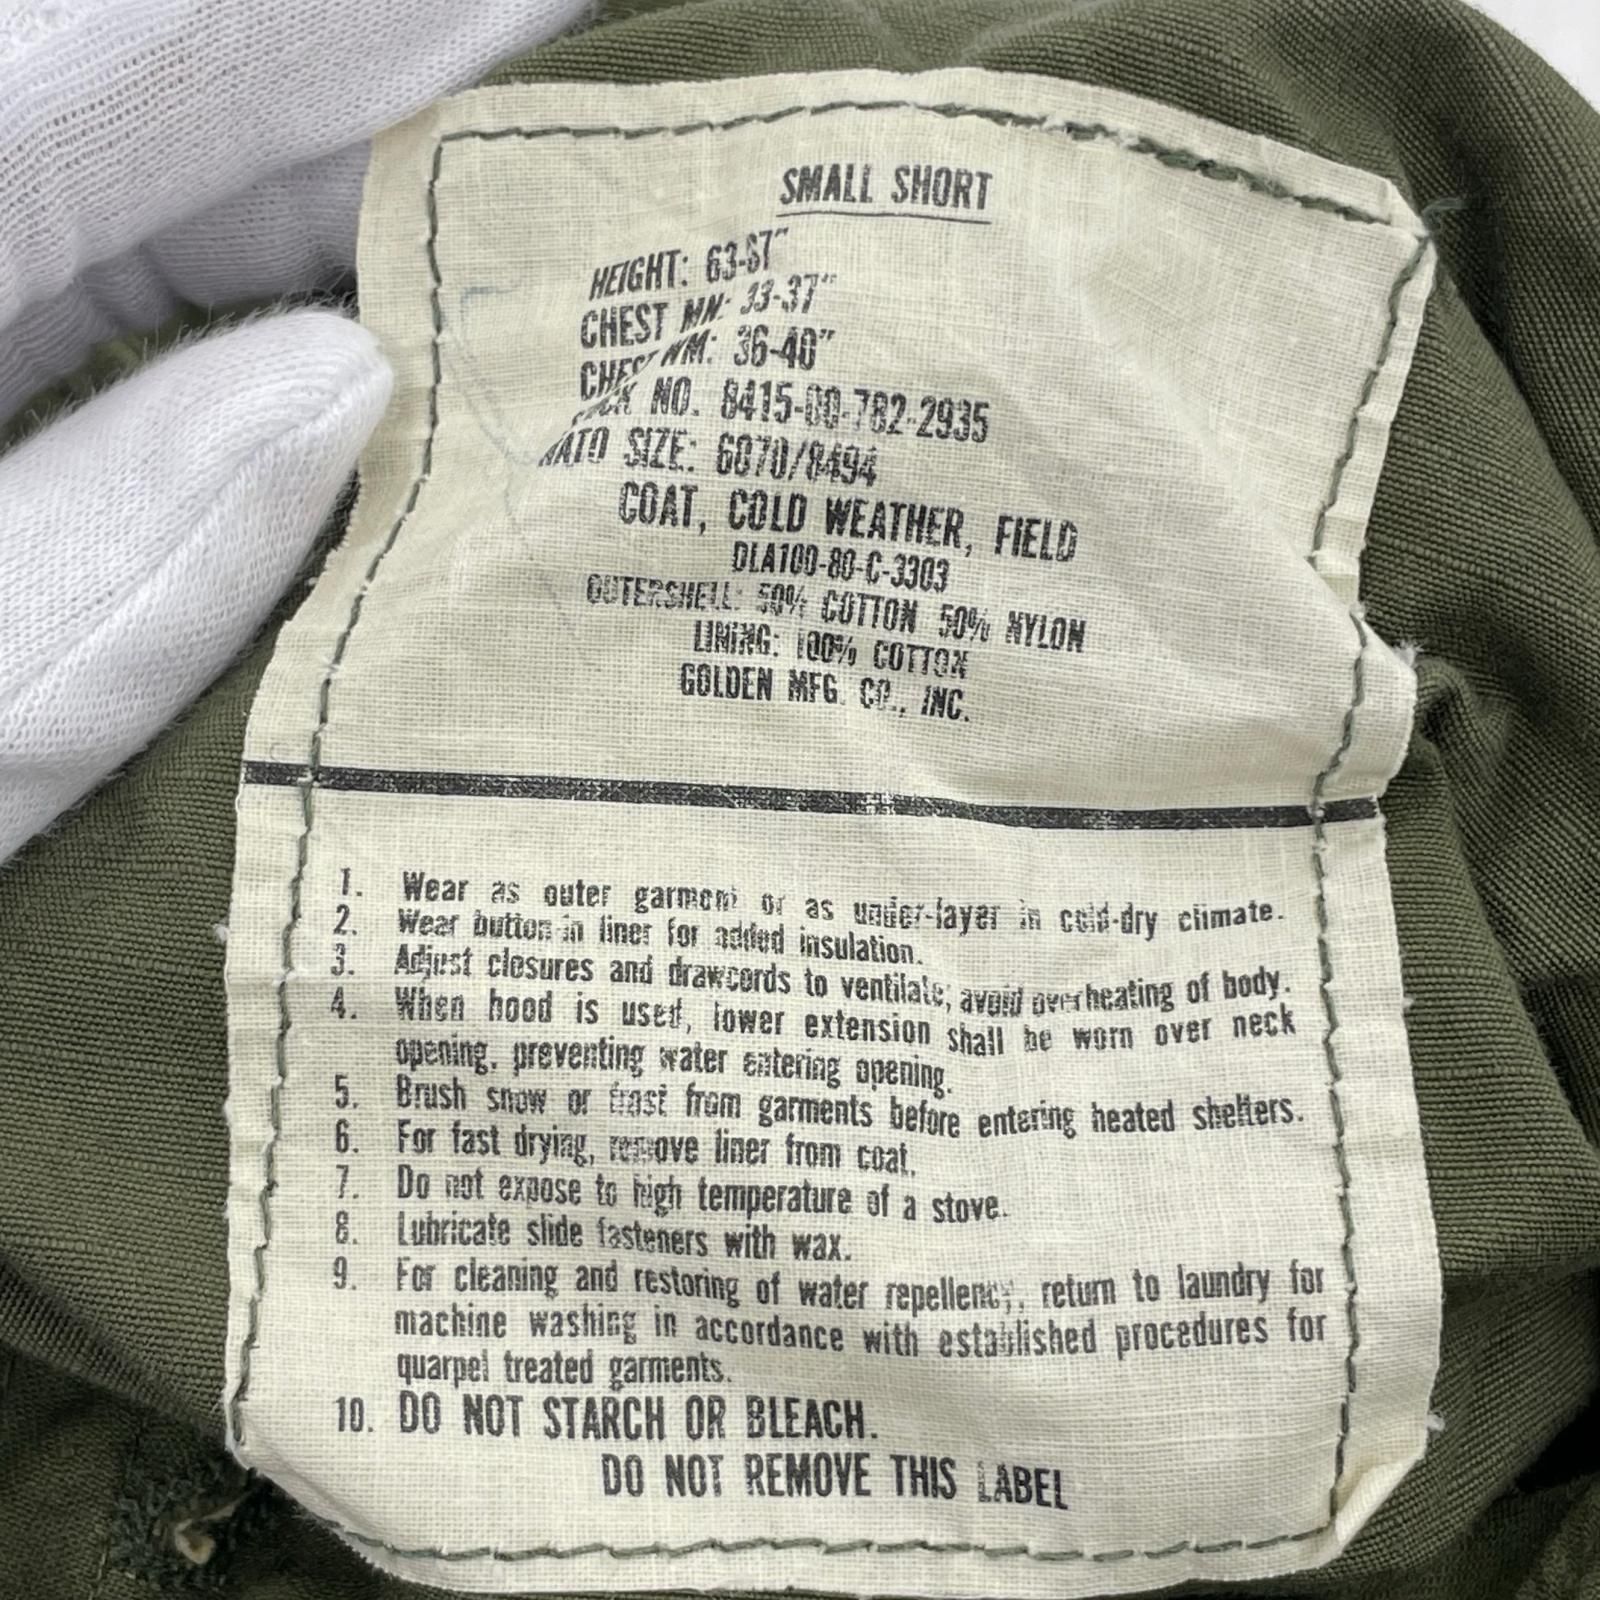 SMALL SHORT
HEIGHT: 63-67"
CHEST MN: 33-37"
CHEST WM: 36-40"
NO. 8415-00-782-2935
NATO SIZE: 6070/8494
COAT, COLD WEATHER, FIELD
DLA100-80-C-3303
OUTERSHELL: 50% COTTON 50% NYLON
LINING: 100% COTTON
GOLDEN MFG. CO., INC.
1. Wear as outer garment or as under-layer in cold-dry climate.
2. Wear button-in liner for added insulation.
3. Adjust closures and drawcords to ventilate; avoid overheating of body.
4. When hood is used, lower extension shall be worn over neck
opening, preventing water entering opening.
5. Brush snow or frost from garments before entering heated shelters.
6. For fast drying, remove liner from coat.
7. Do not expose to high temperature of a stove.
8. Lubricate slide fasteners with wax.
9. For cleaning and restoring of water repellency, return to laundry for
machine washing in accordance with established procedures for
quarpel treated garments.
10. DO NOT STARCH OR BLEACH.
DO NOT REMOVE THIS LABEL